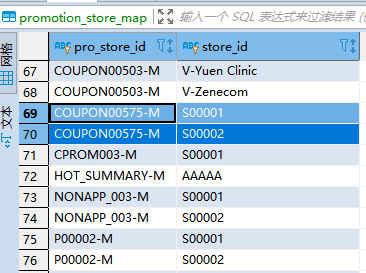 promotion_store_map 输入一个 SQL 表达式来过滤结果 (
网格
文本
pro_store_id store_id
67 COUPON00503-M V-Yuen Clinic
68 COUPON00503-M V-Zenecom
69 COUPON00575-M S00001
70 COUPON00575-M S00002
71 CPROM003-M S00001
72 HOT_SUMMARY-M AAAAA
73 NONAPP_003-M S00001
74 NONAPP_003-M S00002
75 P00002-M S00001
76 P00002-M S00002